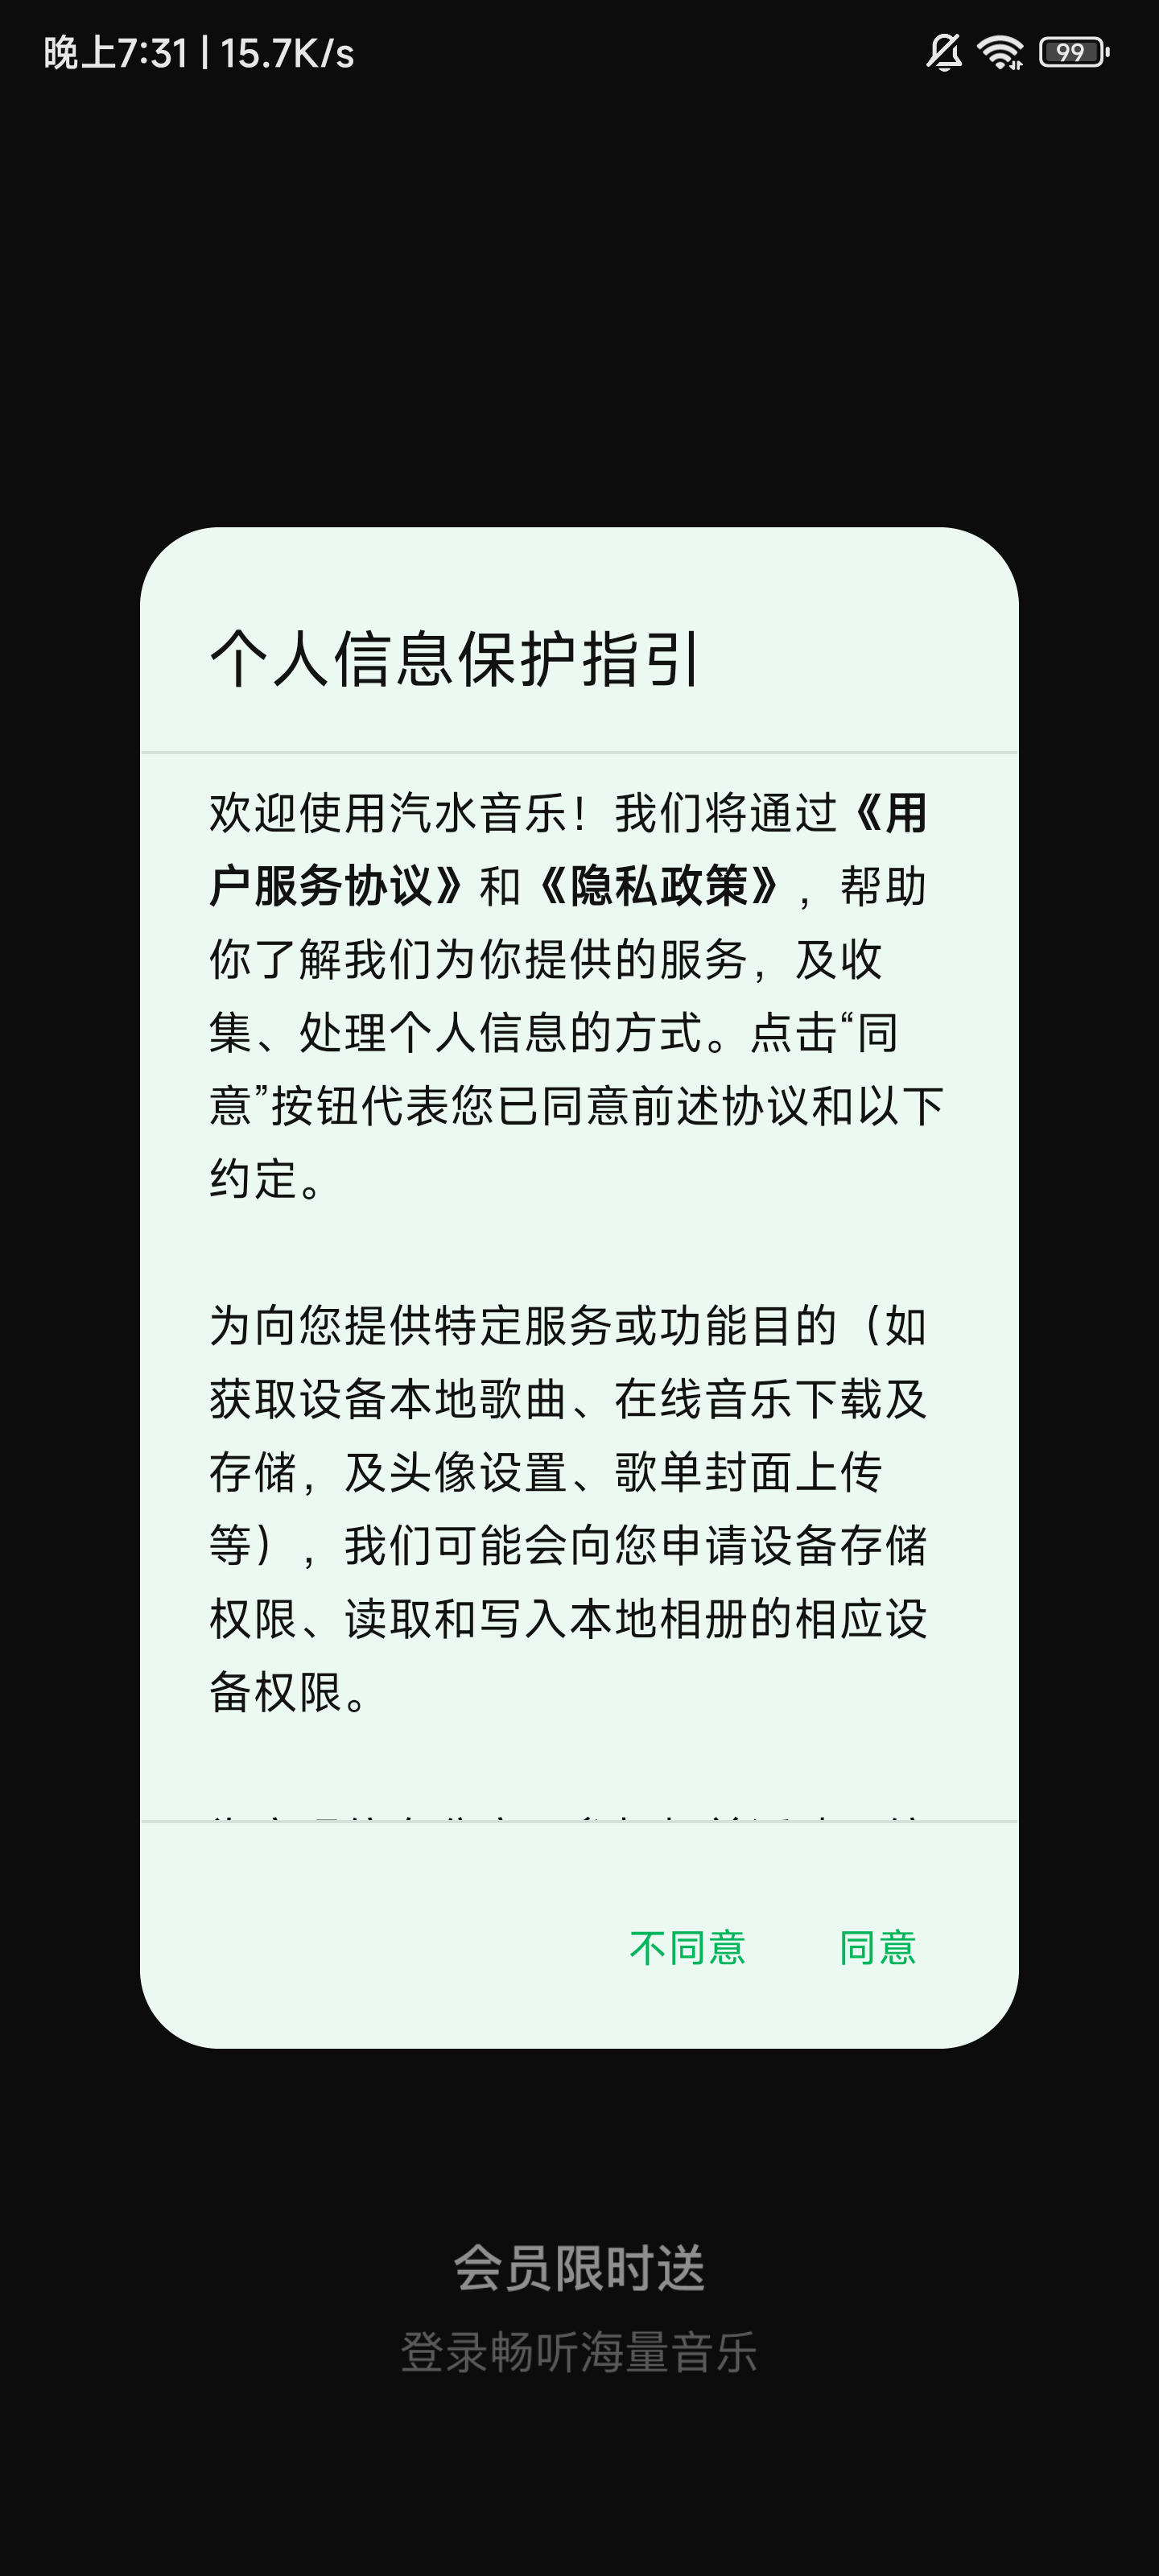 晚上7:31 | 15.7K/s
99
个人信息保护指引
欢迎使用汽水音乐！我们将通过《用
户服务协议》和《隐私政策》，帮助
你了解我们为你提供的服务，及收
集、处理个人信息的方式。点击“同
意”按钮代表您已同意前述协议和以下
约定。
为向您提供特定服务或功能目的（如
获取设备本地歌曲、在线音乐下载及
存储，及头像设置、歌单封面上传
等），我们可能会向您申请设备存储
权限、读取和写入本地相册的相应设
备权限。
不同意 同意
会员限时送
登录畅听海量音乐